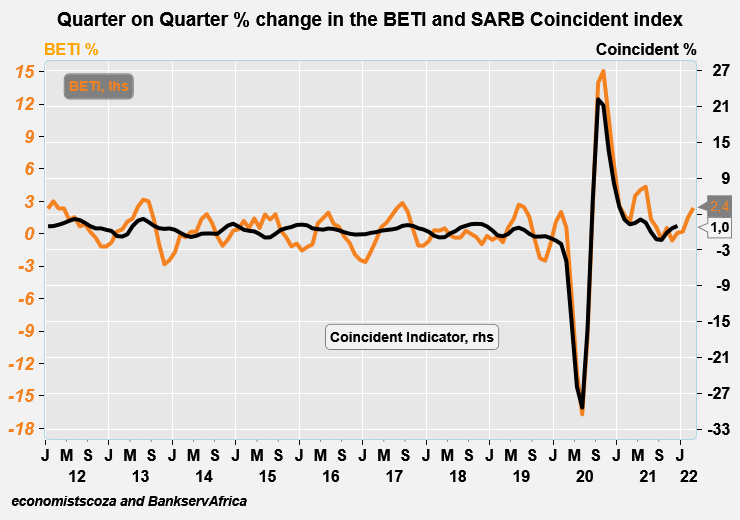 Quarter on Quarter % change in the BETI and SARB Coincident index
BETI % Coincident %
BETI, lhs
15 27
12 21
9 15
6 9
3
2.4
0 1,0
-3 -3
-6 -9
-9 -15
Coincident Indicator, rhs
-12 -21
-15 -27
-18 -33
J M S J M S J M S J M S J M S J M S J M S J M S J M S J M S J
12 13 14 15 16 17 18 19 20 21 22
economistscoza and BankservAfrica